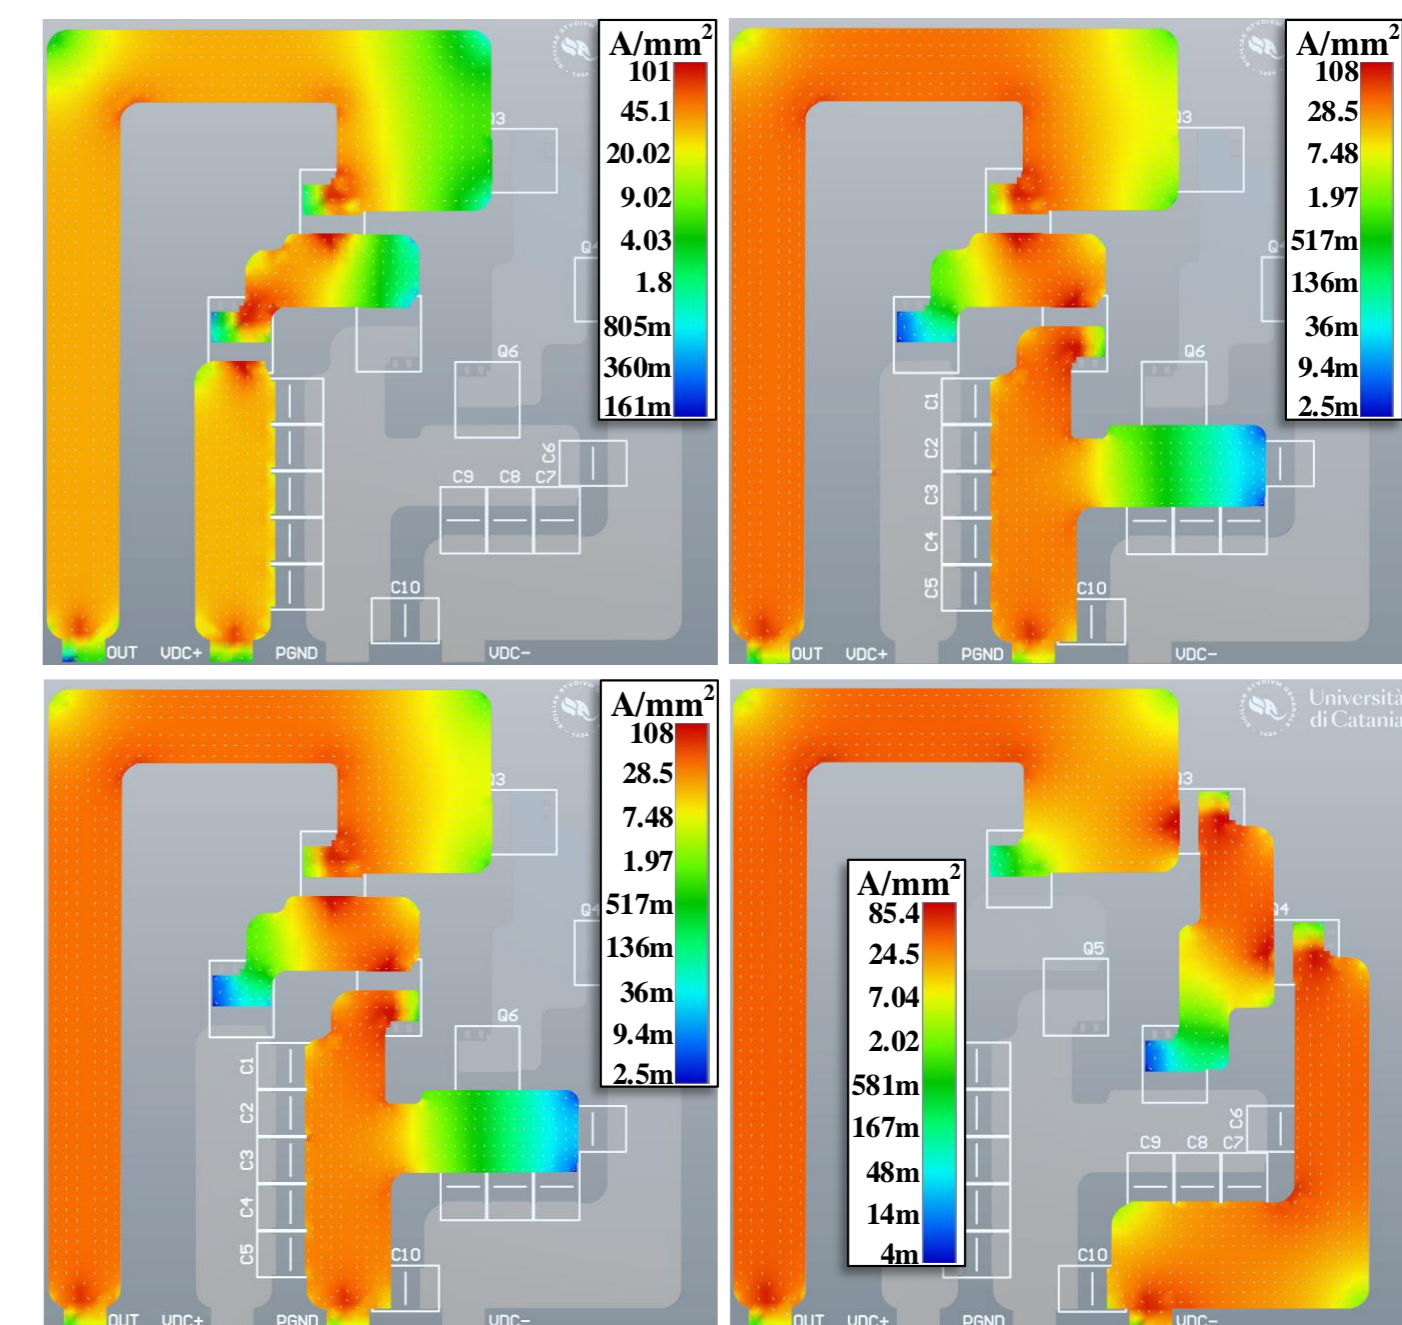 A/mm²
101
45.1
20.02
9.02
4.03
1.8
805m
360m
161m
Q3
Q6
C6
C9 C8 C7
C10
OUT VDC+ PGND VDC-
A/mm²
108
28.5
7.48
1.97
517m
136m
36m
9.4m
2.5m
Q3
Q6
C1
C2
C3
C4
C5
C10
OUT VDC+ PGND VDC-
A/mm²
108
28.5
7.48
1.97
517m
136m
36m
9.4m
2.5m
Q3
Q4
Q6
C1
C2
C3
C4
C5
C6
C9 C8 C7
C10
OUT VDC+ PGND VDC-
Università
di Catania
A/mm²
85.4
24.5
7.04
2.02
581m
167m
48m
14m
4m
Q4
Q5
C6
C9 C8 C7
C10
OUT VDC+ PGND VDC-